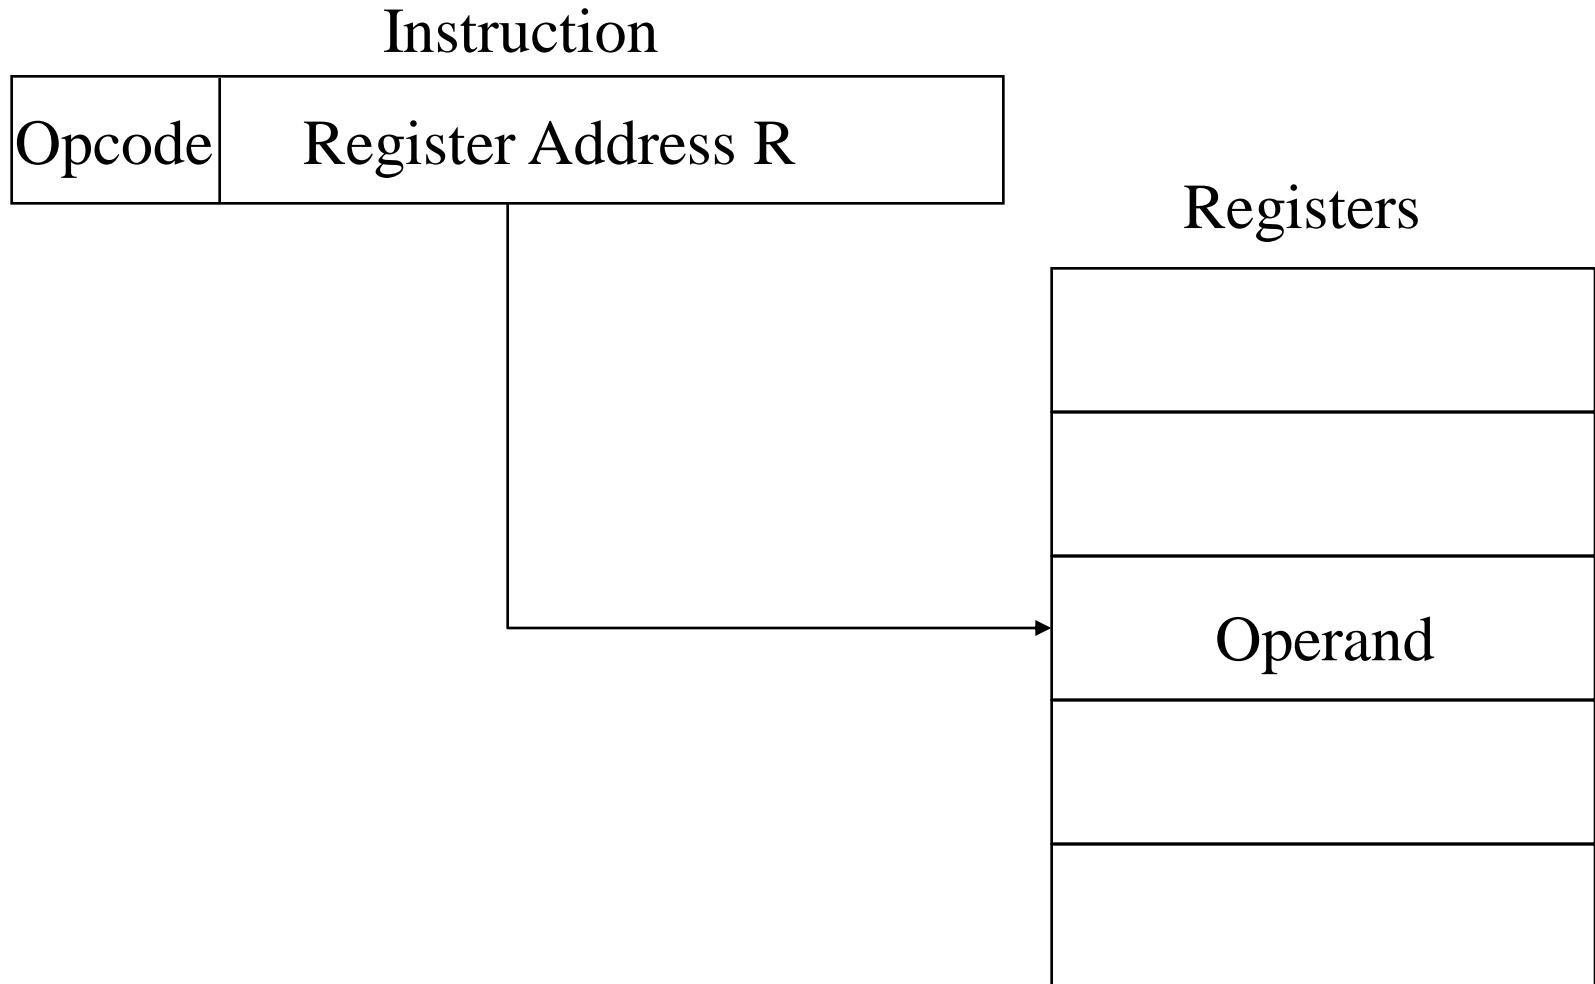 Instruction
Opcode
Register Address R
Registers
Operand